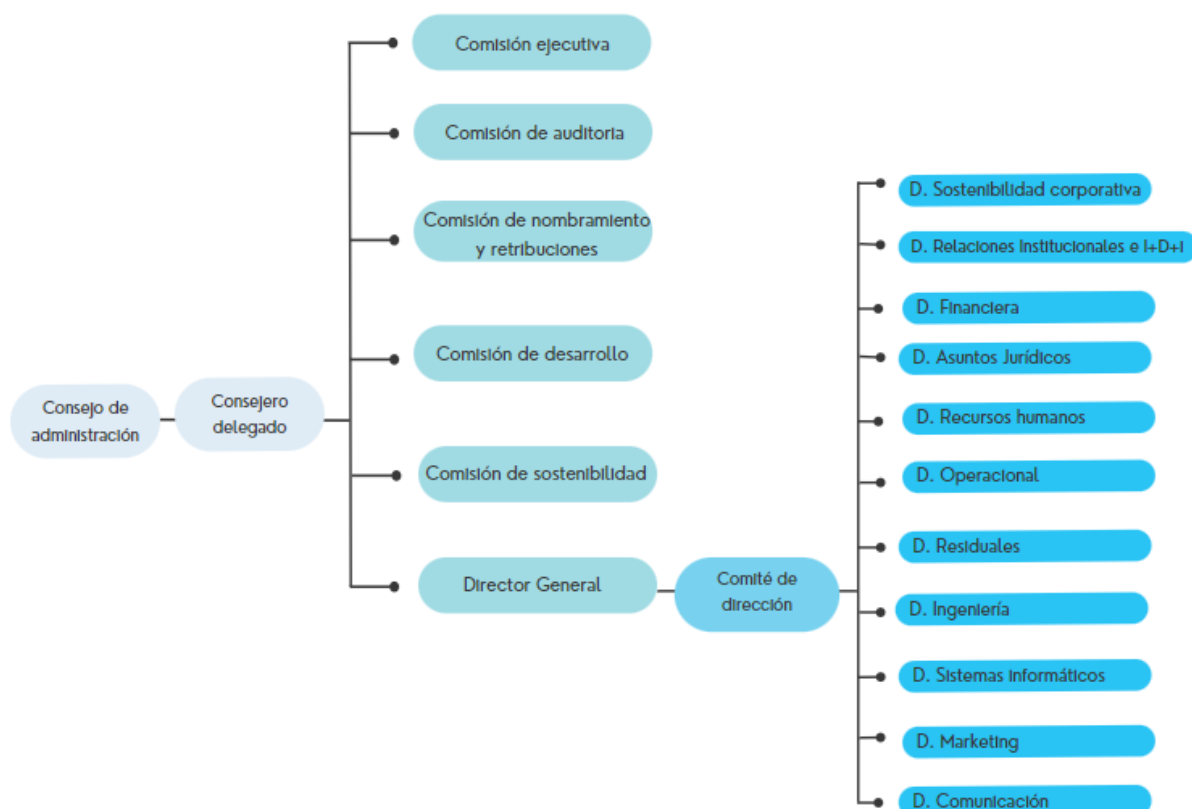 Comisión ejecutiva
Comisión de auditoria
Comisión de nombramiento
y retribuciones
Comisión de desarrollo
Consejo de
administración
Consejero
delegado
Comisión de sostenibilidad
Director General
Comité de
dirección
D. Sostenibilidad corporativa
D. Relaciones Institucionales e I+D+I
D. Financiera
D. Asuntos Jurídicos
D. Recursos humanos
D. Operacional
D. Residuales
D. Ingeniería
D. Sistemas informáticos
D. Marketing
D. Comunicación